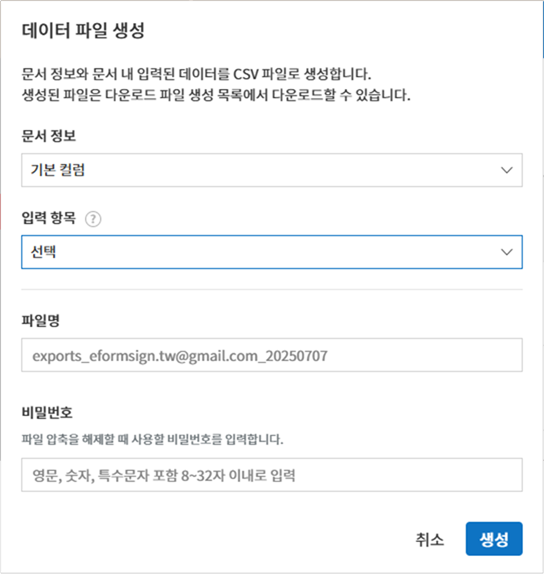 데이터 파일 생성
문서 정보와 문서 내 입력된 데이터를 CSV 파일로 생성합니다.
생성된 파일은 다운로드 파일 생성 목록에서 다운로드할 수 있습니다.
문서 정보
기본 컬럼
입력 항목 ?
선택
파일명
exports_eformsign.tw@gmail.com_20250707
비밀번호
파일 압축을 해제할 때 사용할 비밀번호를 입력합니다.
영문, 숫자, 특수문자 포함 8~32자 이내로 입력
취소 생성